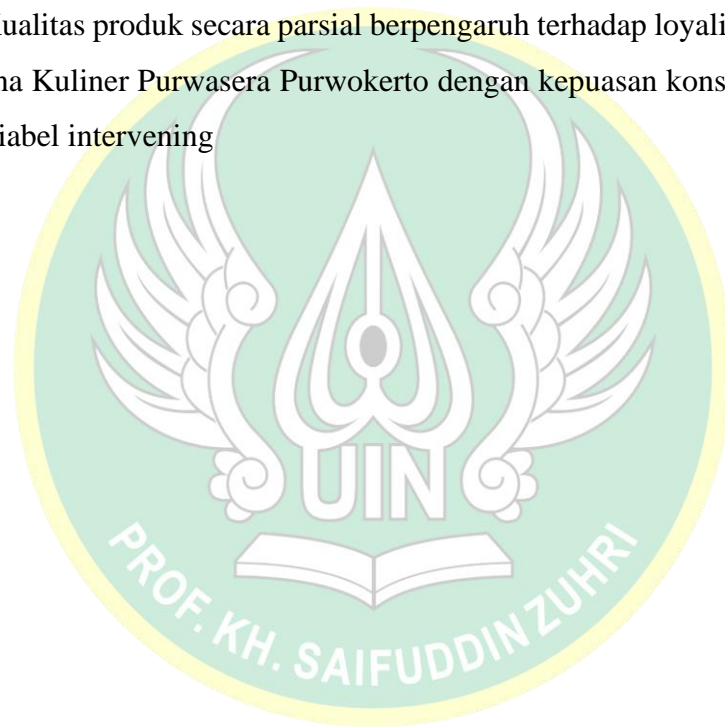 ualitas produk secara parsial berpengaruh terhadap loyali
na Kuliner Purwasera Purwokerto dengan kepuasan kons
iabel intervening
UIN
PROF. KH. SAIFUDDIN ZUHRI